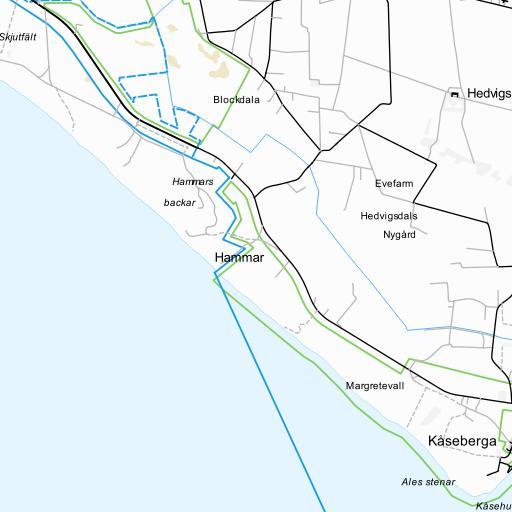 Skjutfält
Hedvigs
Blockdala
Hammars
backar
Evefarm
Hedvigsdals
Nygård
Hammar
Margretevall
Kåseberga
Ales stenar
Kåsehu